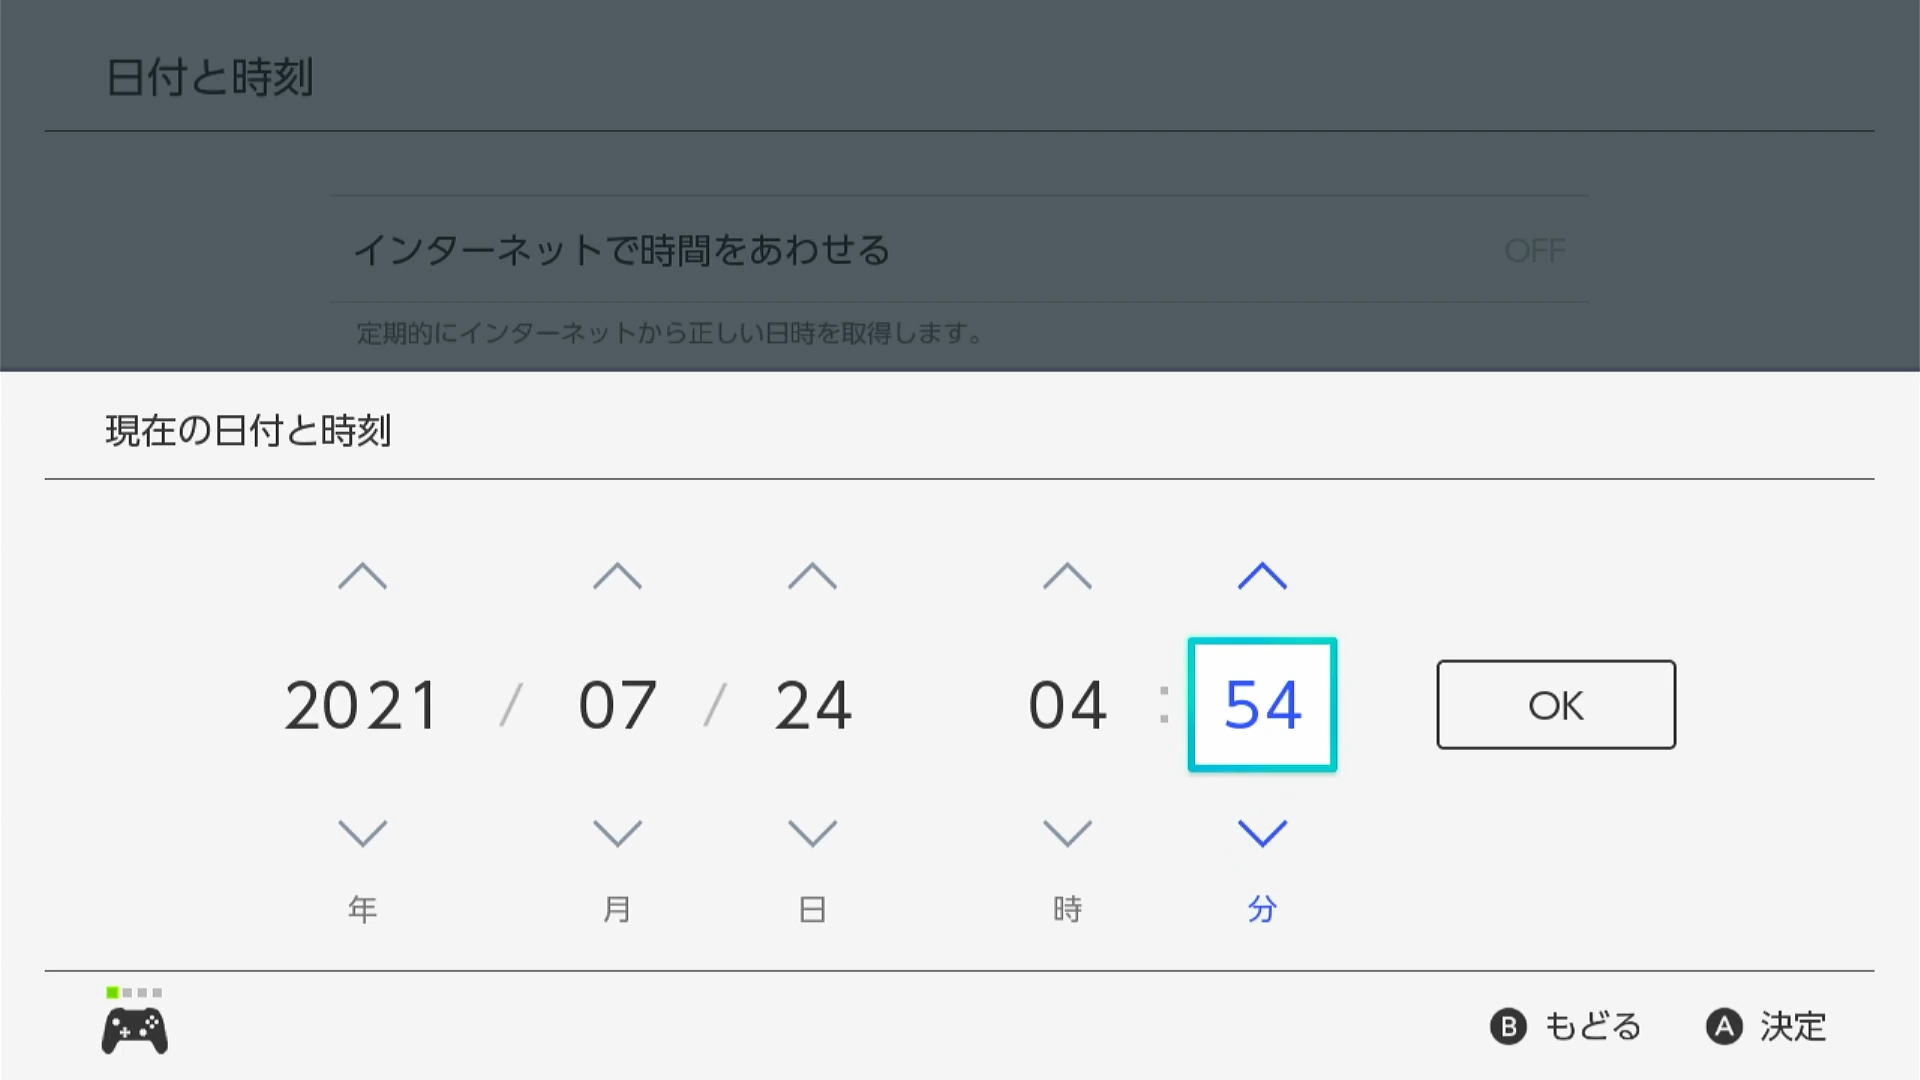 日付と時刻
インターネットで時間をあわせる OFF
定期的にインターネットから正しい日時を取得します。
現在の日付と時刻
2021 / 07 / 24 04 : 54 OK
年 月 日 時 分
B もどる A 決定